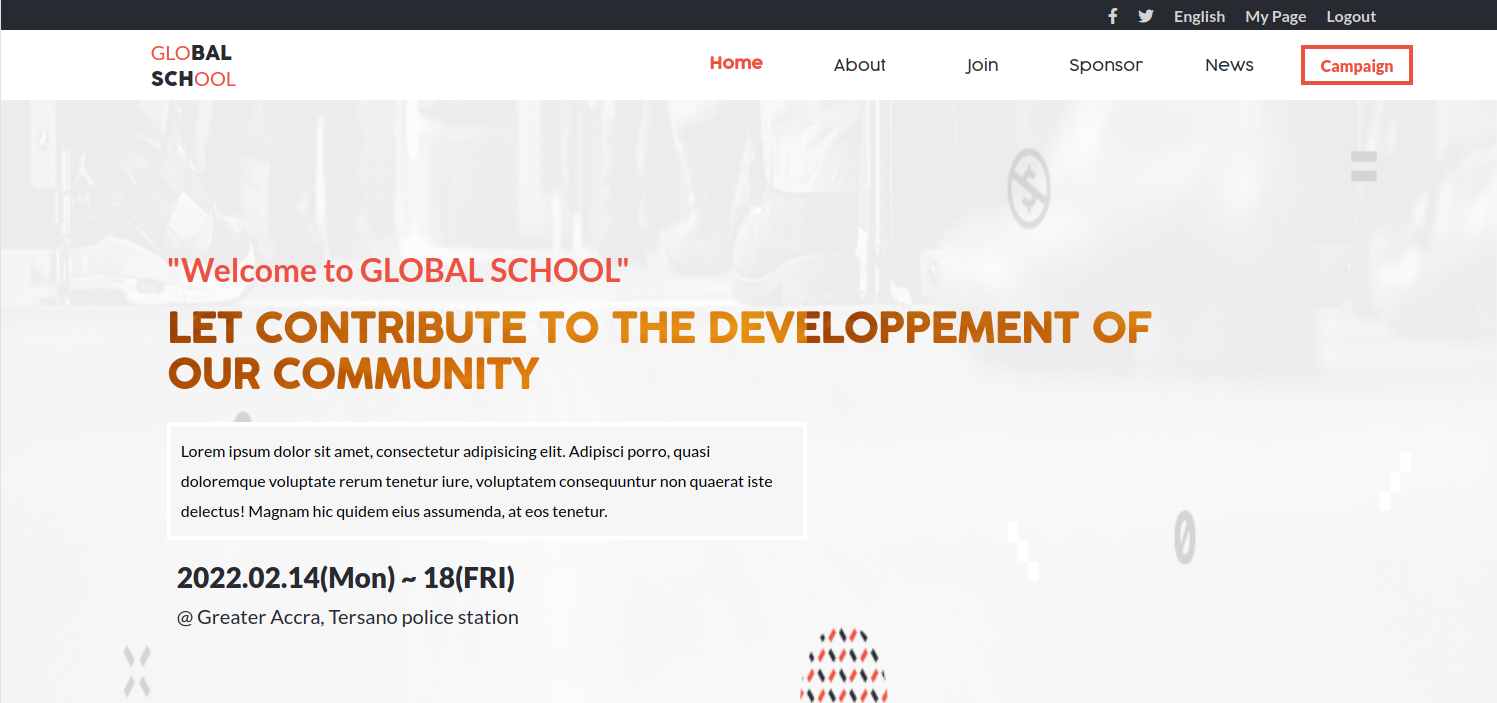 English My Page Logout
GLOBAL
SCHOOL
Home About Join Sponsor News Campaign
"Welcome to GLOBAL SCHOOL"
LET CONTRIBUTE TO THE DEVELOPPEMENT OF
OUR COMMUNITY
Lorem ipsum dolor sit amet, consectetur adipisicing elit. Adipisci porro, quasi
doloremque voluptate rerum tenetur iure, voluptatem consequuntur non quaerat iste
delectus! Magnam hic quidem eius assumenda, at eos tenetur.
2022.02.14(Mon) ~ 18(FRI)
@ Greater Accra, Tersano police station